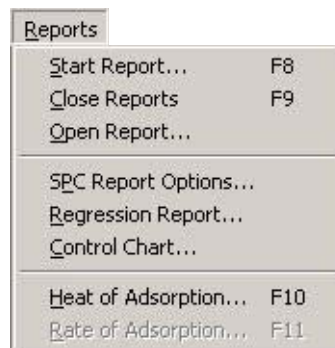 Reports
Start Report... F8
Close Reports F9
Open Report...
SPC Report Options...
Regression Report...
Control Chart...
Heat of Adsorption... F10
Rate of Adsorption... F11